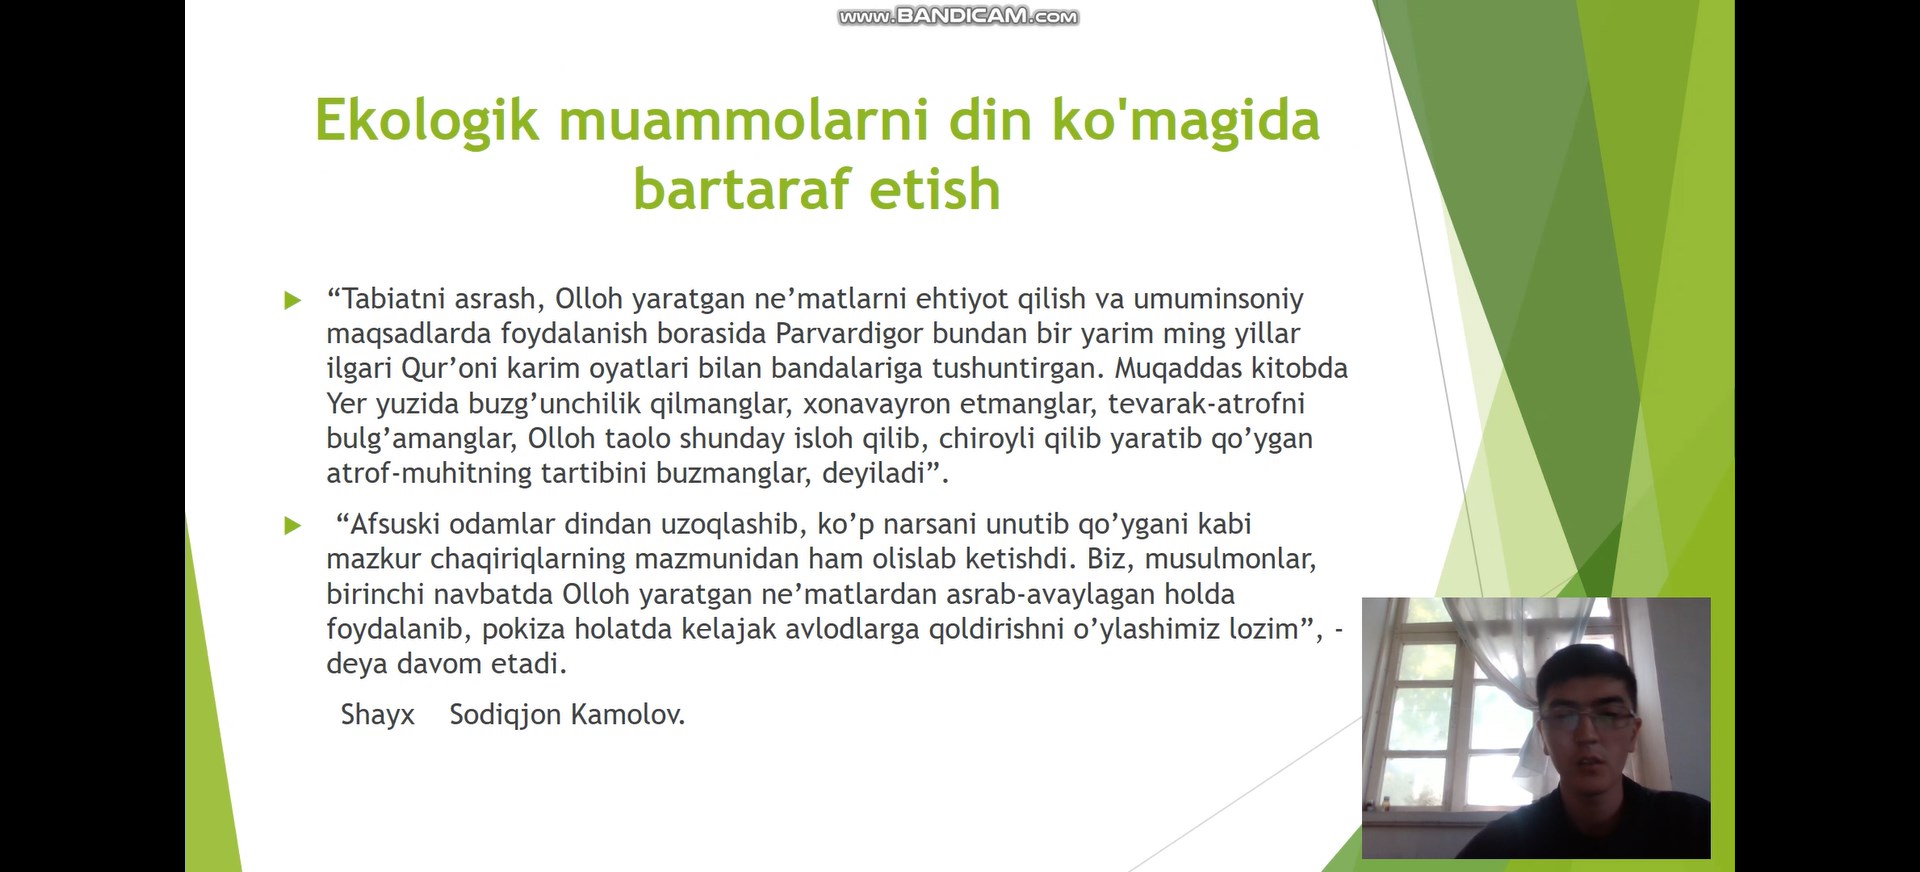 www.BANDICAM.com
Ekologik muammolarni din ko'magida
bartaraf etish
“Tabiatni asrash, Olloh yaratgan ne’matlarni ehtiyot qilish va umuminsoniy
maqsadlarda foydalanish borasida Parvardigor bundan bir yarim ming yillar
ilgari Qur’oni karim oyatlari bilan bandalariga tushuntirgan. Muqaddas kitobda
Yer yuzida buzg’unchilik qilmanglar, xonavayron etmanglar, tevarak-atrofni
bulg’amanglar, Olloh taolo shunday isloh qilib, chiroyli qilib yaratib qo’ygan
atrof-muhitning tartibini buzmanglar, deyiladi”.
“Afsuski odamlar dindan uzoqlashib, ko’p narsani unutib qo’ygani kabi
mazkur chaqiriqlarning mazmunidan ham olislab ketishdi. Biz, musulmonlar,
birinchi navbatda Olloh yaratgan ne’matlardan asrab-avaylagan holda
foydalanib, pokiza holatda kelajak avlodlarga qoldirishni o’ylashimiz lozim”, -
deya davom etadi.
Shayx Sodiqjon Kamolov.